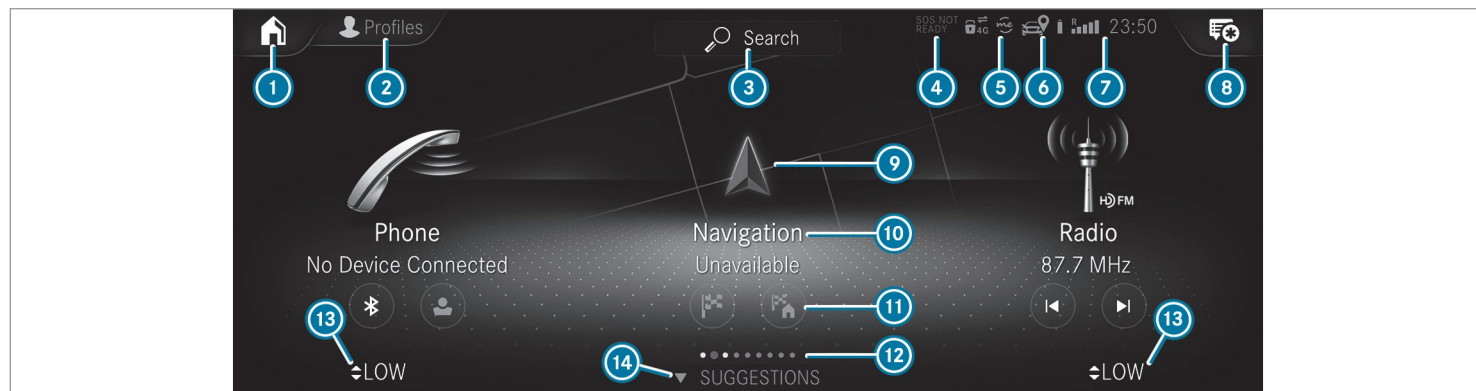 Profiles
Search
SOS NOT
READY
4G
me
R
23:50
1
2
3
4
5
6
7
8
9
HD FM
Phone
Navigation
10
Radio
No Device Connected
Unavailable
87.7 MHz
11
13
13
12
14
LOW
SUGGESTIONS
LOW